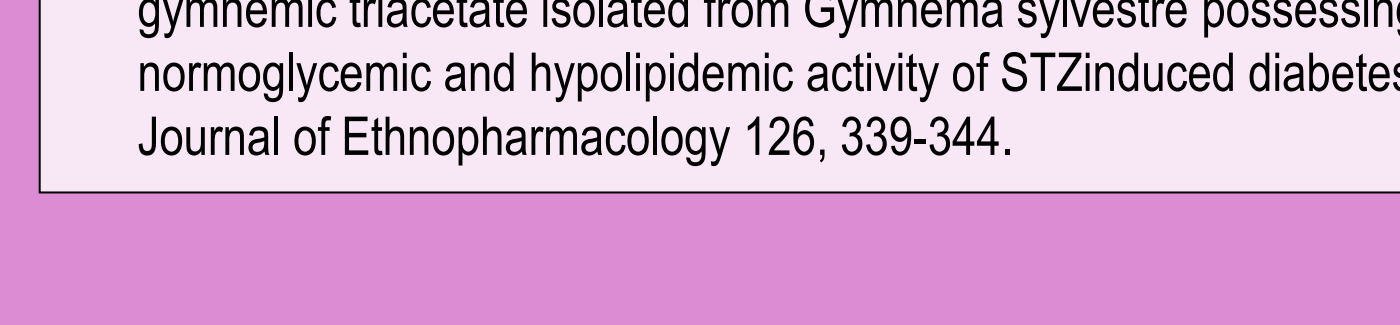 gymnemic triacetate isolated from Gymnema sylvestre possessing
normoglycemic and hypolipidemic activity of STZinduced diabetes
Journal of Ethnopharmacology 126, 339-344.